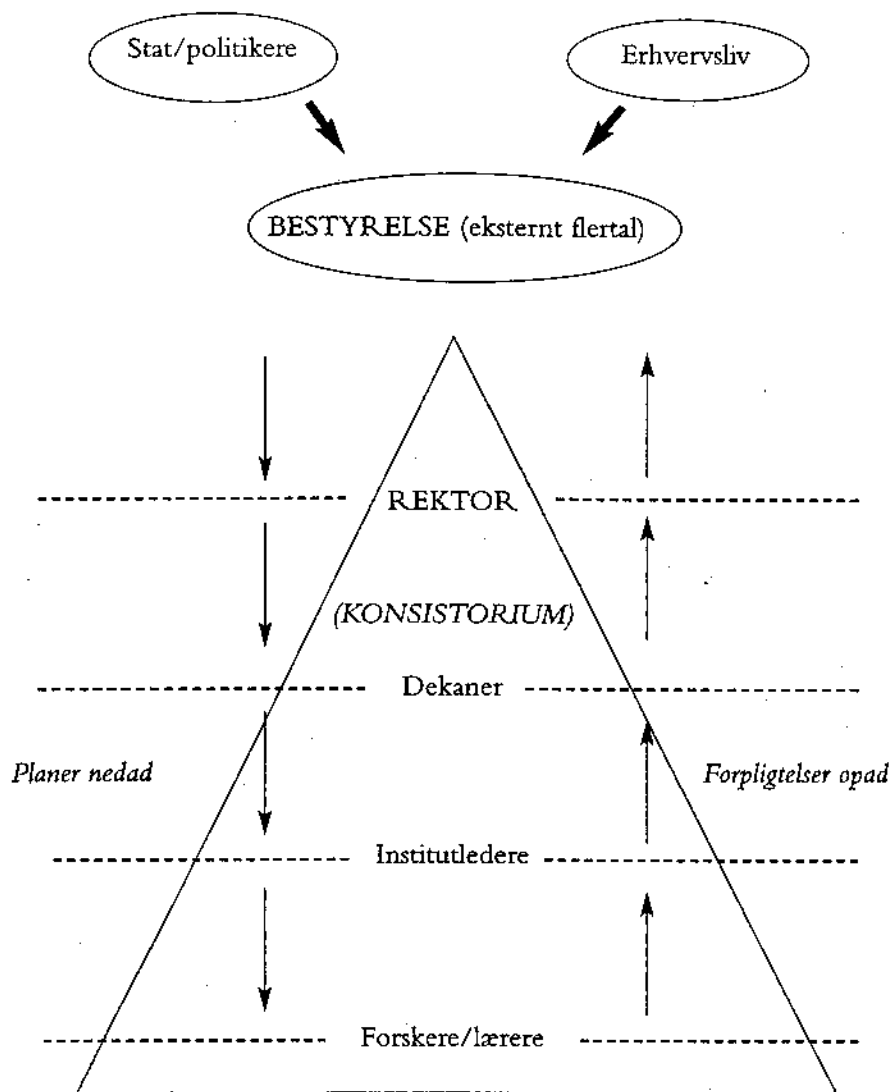 Stat/politikere
Erhvervsliv
BESTYRELSE (eksternt flertal)
REKTOR
(KONSISTORIUM)
Dekaner
Planer nedad
Forpligtelser opad
Institutledere
Forskere/lærere